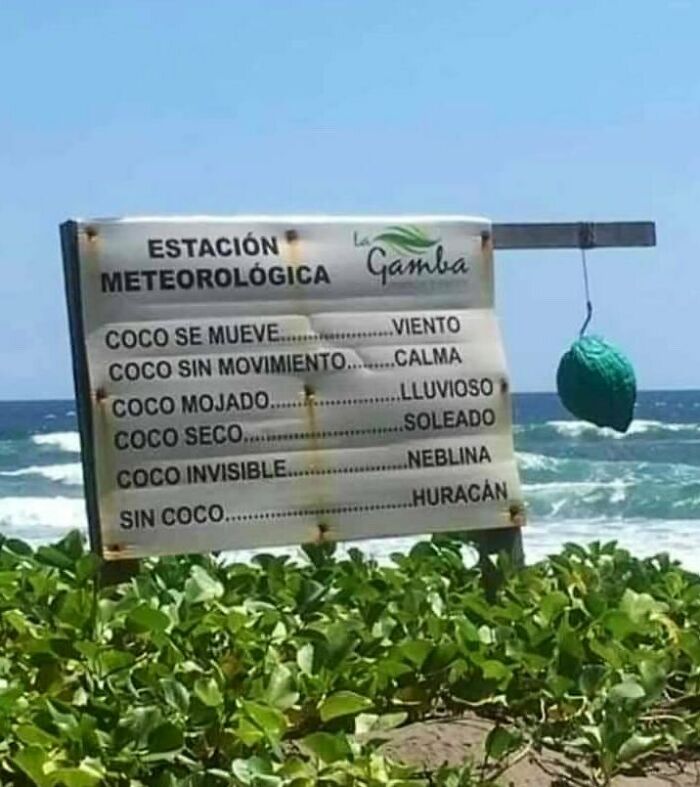 ESTACIÓN
METEOROLÓGICA
La
Gamba
COCO SE MUEVE....................VIENTO
COCO SIN MOVIMIENTO........CALMA
COCO MOJADO......................LLUVIOSO
COCO SECO...........................SOLEADO
COCO INVISIBLE....................NEBLINA
SIN COCO...............................HURACÁN